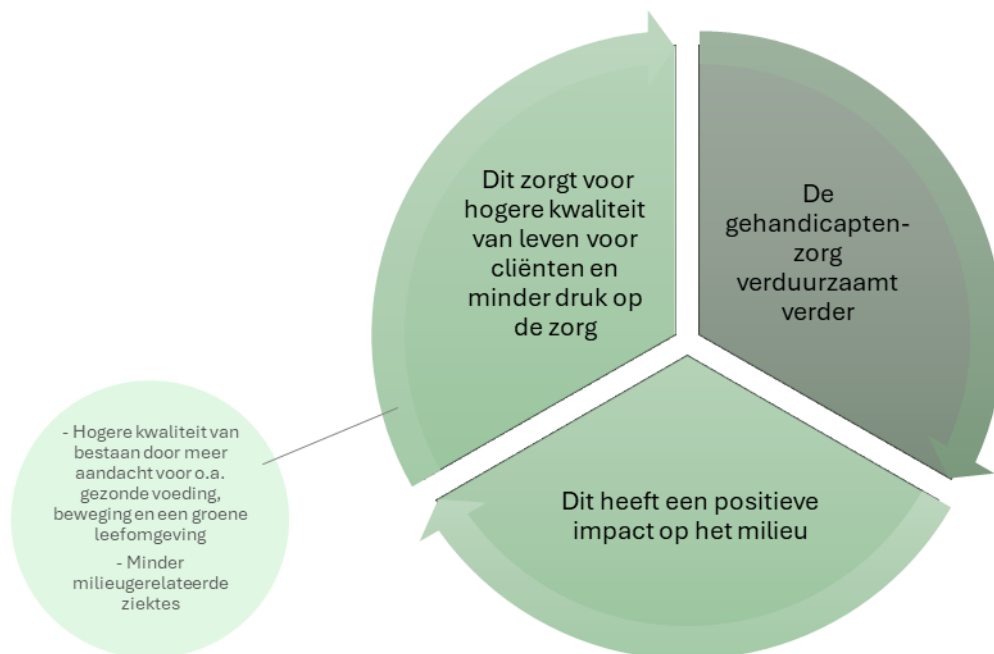 Dit zorgt voor
hogere kwaliteit
van leven voor
cliënten en
minder druk op
de zorg
De
gehandicapten-
zorg
verduurzaamt
verder
Dit heeft een positieve
impact op het milieu
- Hogere kwaliteit van
bestaan door meer
aandacht voor o.a.
gezonde voeding,
beweging en een groene
leefomgeving
- Minder
milieugerelateerde
ziektes